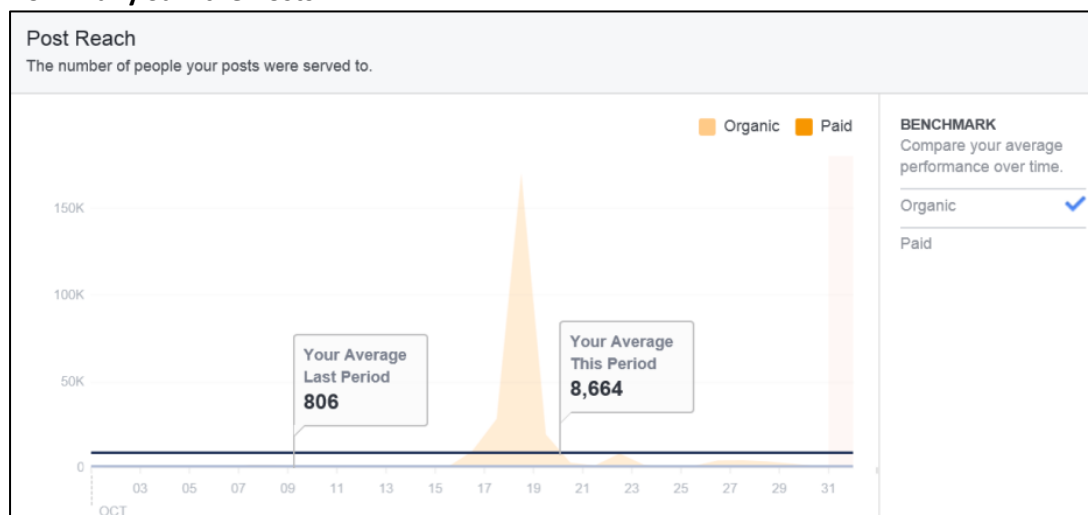 Post Reach
The number of people your posts were served to.
Organic Paid
BENCHMARK
Compare your average
performance over time.
Organic
Paid
150K
100K
50K
0
Your Average
Last Period
806
Your Average
This Period
8,664
03 05 07 09 11 13 15 17 19 21 23 25 27 29 31
OCT